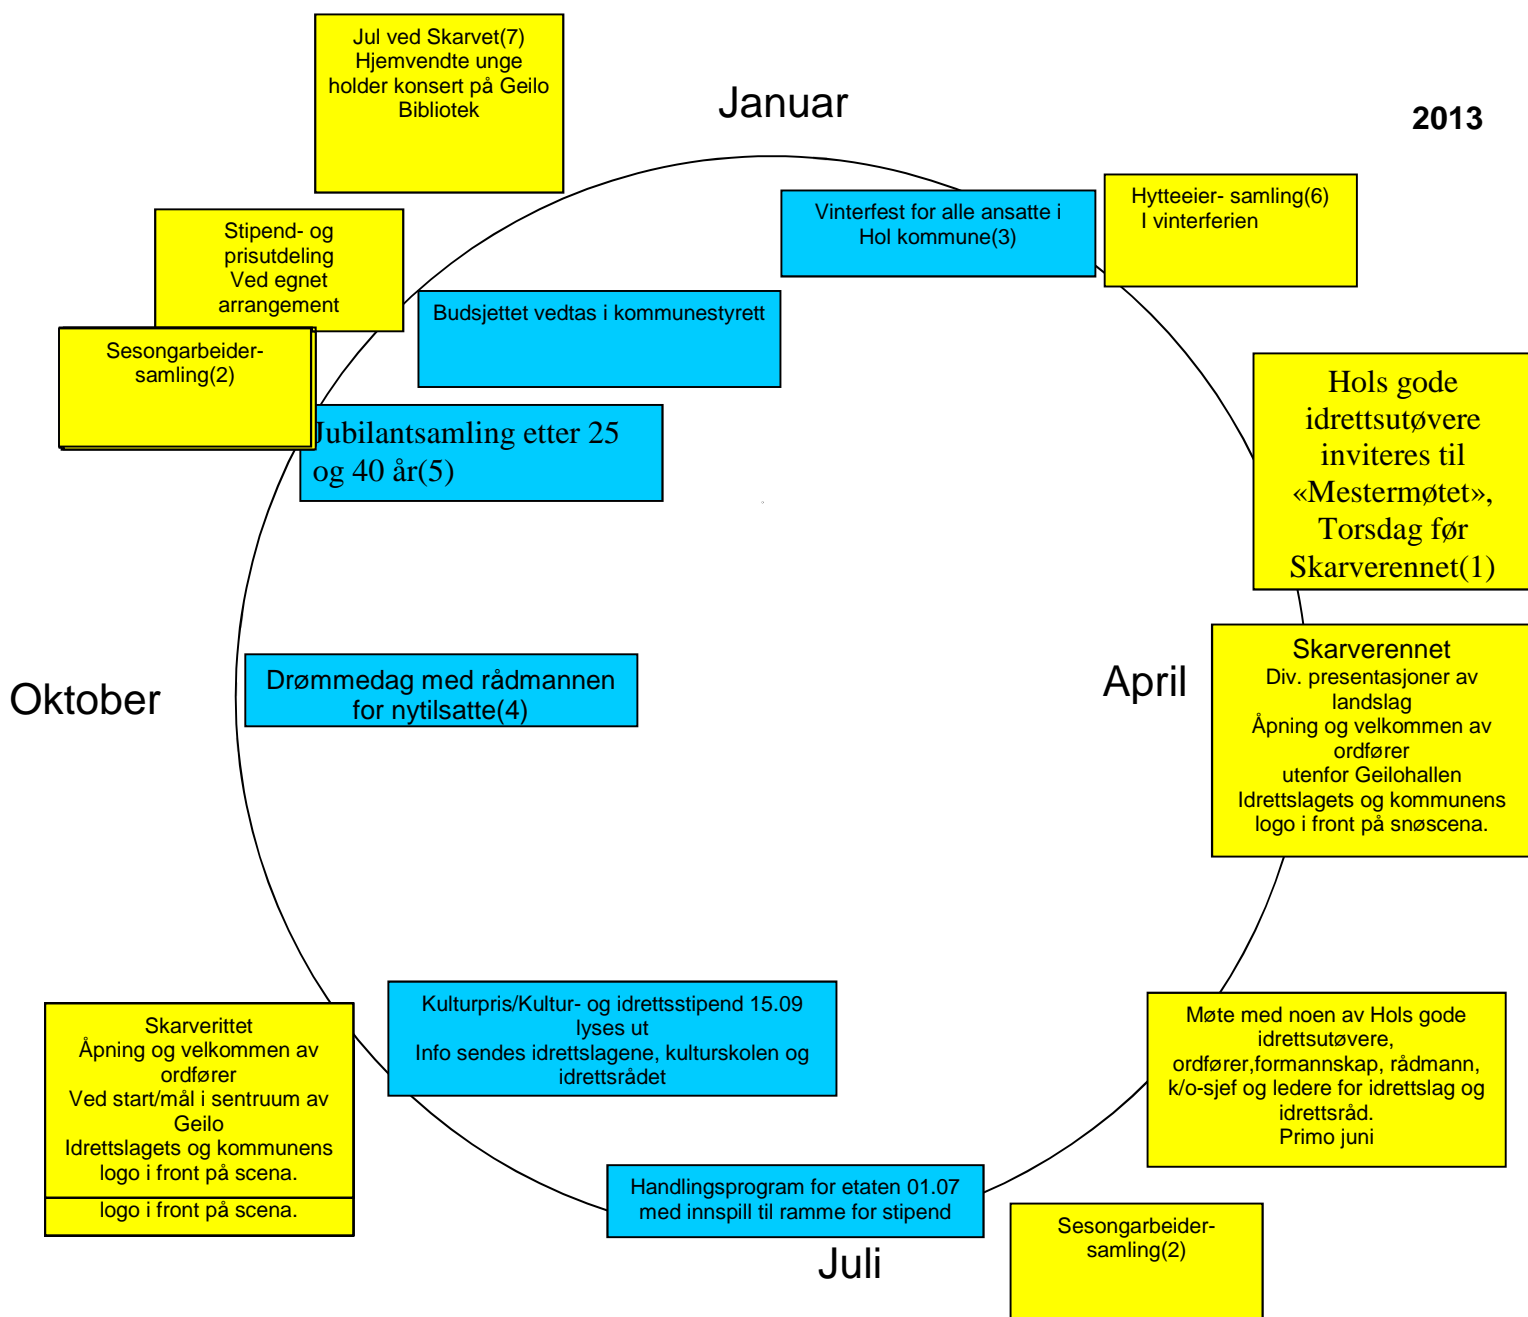 Jul ved Skarvet(7)
Hjemvendte unge
holder konsert på Geilo
Bibliotek
Januar
2013
Vinterfest for alle ansatte i
Hol kommune(3)
Hytteeier- samling(6)
I vinterferien
Stipend- og
prisutdeling
Ved egnet
arrangement
Budsjettet vedtas i kommunestyrett
Sesongarbeider-
samling(2)
Jubilantsamling etter 25
og 40 år(5)
Hols gode
idrettsutøvere
inviteres til
«Mestermøtet»,
Torsdag før
Skarverennet(1)
Oktober
Drømmedag med rådmannen
for nytilsatte(4)
April
Skarverennet
Div. presentasjoner av
landslag
Åpning og velkommen av
ordfører
utenfor Geilohallen
Idrettslagets og kommunens
logo i front på snøscena.
Kulturpris/Kultur- og idrettsstipend 15.09
lyses ut
Info sendes idrettslagene, kulturskolen og
idrettsrådet
Skarverittet
Åpning og velkommen av
ordfører
Ved start/mål i sentruum av
Geilo
Idrettslagets og kommunens
logo i front på scena.
logo i front på scena.
Møte med noen av Hols gode
idrettsutøvere,
ordfører,formannskap, rådmann,
k/o-sjef og ledere for idrettslag og
idrettsråd.
Primo juni
Handlingsprogram for etaten 01.07
med innspill til ramme for stipend
Juli
Sesongarbeider-
samling(2)